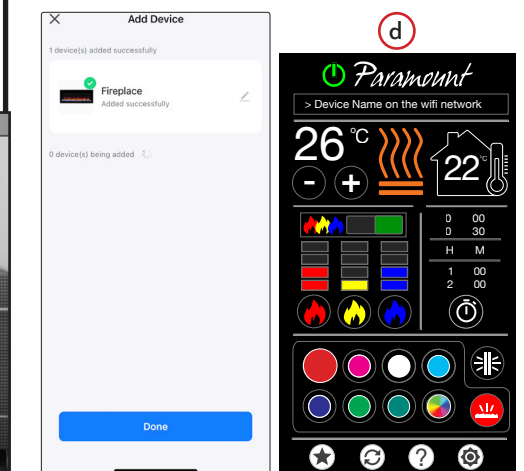 Add Device
1 device(s) added successfully
Fireplace
Added successfully
0 device(s) being added
Done
d
Paramount
> Device Name on the wifi network
26 °C
22 °C
- +
0 00
0 30
H M
1 00
2 00
?